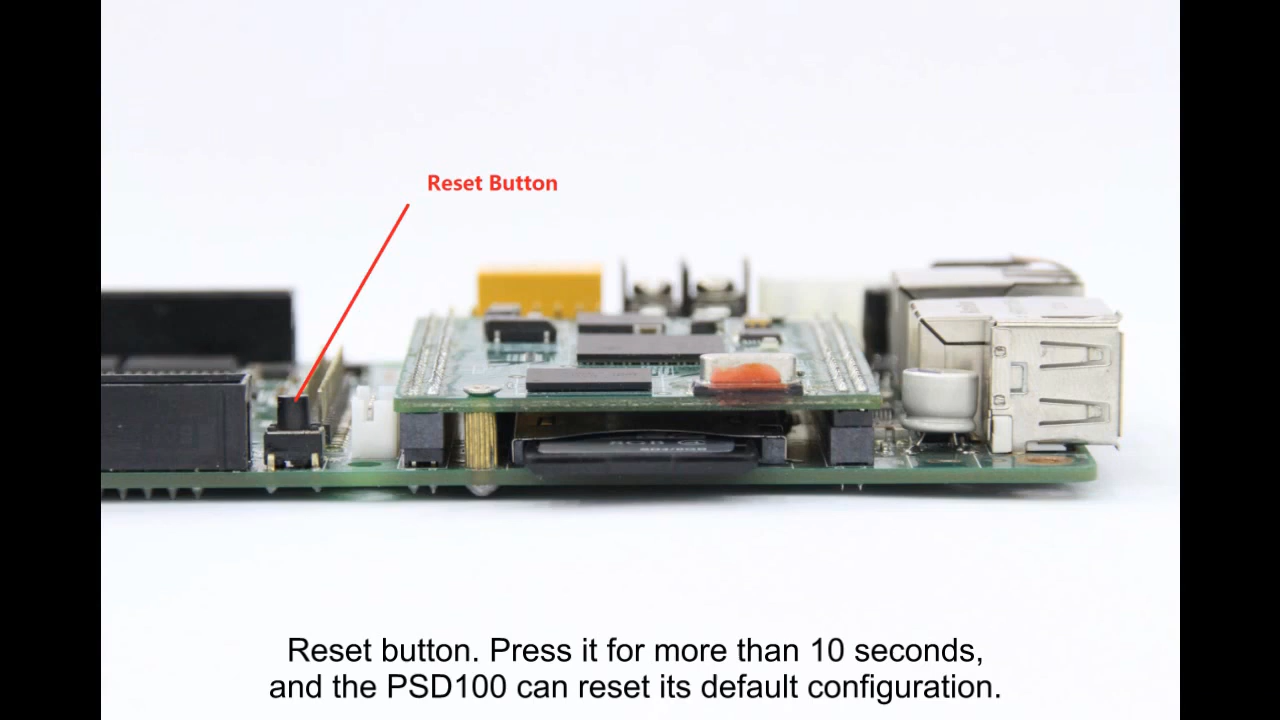 Reset Button
Reset button. Press it for more than 10 seconds,
and the PSD100 can reset its default configuration.